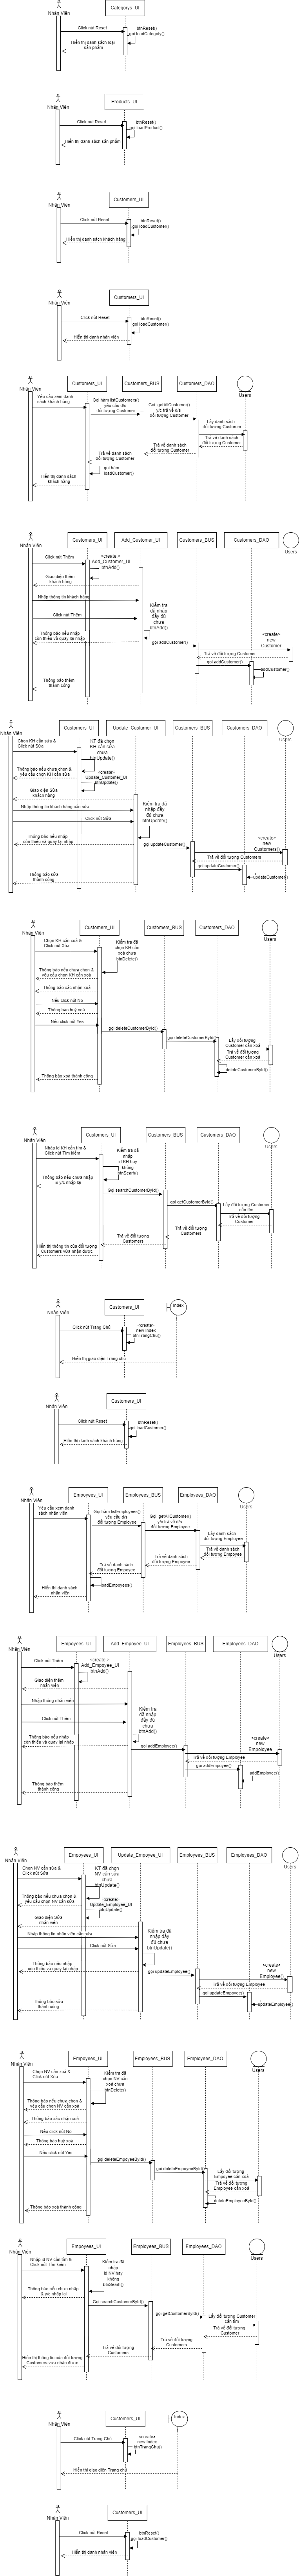 Nhân Viên
Categorys_UI
Click nút Reset
btnReset()
gọi loadCategoty()
Hiển thi danh sách loại
sản phẩm
Nhân Viên
Products_UI
Click nút Reset
btnReset()
gọi loadProduct()
Hiển thi danh sách sản phẩm
Nhân Viên
Customers_UI
Click nút Reset
btnReset()
gọi loadCustomer()
Hiển thi danh sách khách hàng
Nhân Viên
Customers_UI
Click nút Reset
btnReset()
gọi loadCustomer()
Hiển thi danh nhân viên
Nhân Viên
Customers_UI
Customers_BUS
Customers_DAO
Users
Yêu cầu xem danh
sách khách hàng
Gọi hàm listCustomers()
yêu cầu d/s
đối tượng Customer
Gọi getAllCustomer()
y/c trả về d/s
đối tượng Customer
Lấy danh sách
đối tượng Customer
Trả về danh sách
đối tượng Customer
Trả về danh sách
đối tượng Customer
Trả về danh sách
đối tượng Customer
gọi hàm
loadCustomer()
Hiển thi danh sách
khách hàng
Nhân Viên
Customers_UI
Add_Customer_UI
Customers_BUS
Customers_DAO
Users
Click nút Thêm
<create >
Add_Customer_UI
btnAdd()
Giao diện thêm
khách hàng
Nhập thông tin khách hàng
Click nút Thêm
Kiểm tra
đã nhập
đầy đủ
chưa
btnAdd()
Thông báo nếu nhập
còn thiếu và quay lại nhập
gọi addCustomer()
<create>
new
Customer
Trả về đối tượng Customer
gọi addCustomer()
addCustomer()
Thông báo thêm
thành công
Nhân Viên
Customers_UI
Update_Custumer_UI
Customers_BUS
Customers_DAO
Users
Chọn KH cần sửa &
Click nút Sửa
KT đã chọn
KH cần sửa
chưa
btnUpdate()
Thông báo nếu chưa chọn &
yêu cầu chọn KH cần sửa
<create>
Update_Customer_UI
btnUpdate()
Giao diện Sửa
khách hàng
Nhập thông tin khách hàng cần sửa
Click nút Sửa
Kiểm tra đã
nhập đầy
đủ chưa
btnUpdate()
Thông báo nếu nhập
còn thiếu và quay lại nhập
gọi updateCustomer()
<create>
new
Customers()
Trả về đối tượng Customers
gọi updateCustomer()
updateCustomer()
Thông báo sửa
thành công
Nhân Viên
Customers_UI
Customers_BUS
Customers_DAO
Users
Chọn KH cần xoá &
Click nút Xóa
Kiểm tra đã
chọn KH cần
xoá chưa
btnDelete()
Thông báo nếu chưa chọn &
yêu cầu chọn KH cần xoá
Thông báo xác nhận xoá
Nếu click nút No
Thông báo huỷ xoá
Nếu click nút Yes
gọi deleteCustomerById()
gọi deleteCustomerById()
Lấy đối tượng
Customer cần xoá
Trả về đối tượng
Customer cần xoá
deleteCustomerById()
Thông báo xoá thành công
Nhân Viên
Customers_UI
Customers_BUS
Customers_DAO
Users
Nhập id KH cần tìm &
Click nút Tìm kiếm
Kiểm tra đã
nhập
id KH hay
không
btnSearh()
Thông báo nếu chưa nhập
& y/c nhập lại
Gọi searchCustomerById()
gọi getCustomerById()
Lấy đối tượng Customer
cần tìm
Trả về đối tượng
Customer
Trả về đối tượng
Customers
Trả về đối tượng
Customers
Hiển thi thông tin của đối tượng
Customers vừa nhận được
Nhân Viên
Customers_UI
Index
Click nút Trang Chủ
<create>
new Index
btnTrangChu()
Hiển thi giao diện Trang chủ
Nhân Viên
Customers_UI
Click nút Reset
btnReset()
gọi loadCustomer()
Hiển thi danh sách khách hàng
Nhân Viên
Empoyees_UI
Employees_BUS
Employees_DAO
Users
Yêu cầu xem danh
sách nhân viên
Gọi hàm listEmployees()
yêu cầu d/s
đối tượng Employee
Gọi getAllCustomer()
y/c trả về d/s
đối tượng Employee
Lấy danh sách
đối tượng Employee
Trả về danh sách
đối tượng Empoyee
Trả về danh sách
đối tượng Empoyee
Trả về danh sách
đối tượng Empoyee
loadEmployees()
Hiển thi danh sách
nhân viên
Nhân Viên
Empoyees_UI
Add_Empoyee_UI
Employees_BUS
Employees_DAO
Users
Click nút Thêm
<create >
Add_Empoyee_UI
btnAdd()
Giao diện thêm
nhân viên
Nhập thông nhân viên
Click nút Thêm
Kiểm tra
đã nhập
đầy đủ
chưa
btnAdd()
Thông báo nếu nhập
còn thiếu và quay lại nhập
gọi addEmployee()
<create>
new
Empoloyee
Trả về đối tượng Employee
gọi addEmployee()
addEmployee()
Thông báo thêm
thành công
Nhân Viên
Empoyees_UI
Update_Employee_UI
Employees_BUS
Employees_DAO
Users
Chọn NV cần sửa &
Click nút Sửa
KT đã chọn
NV cần sửa
chưa
btnUpdate()
Thông báo nếu chưa chọn &
yêu cầu chọn NV cần sửa
<create>
Update_Employee_UI
btnUpdate()
Giao diện Sửa
nhân viên
Nhập thông tin nhân viên cần sửa
Click nút Sửa
Kiểm tra đã
nhập đầy
đủ chưa
btnUpdate()
Thông báo nếu nhập
còn thiếu và quay lại nhập
gọi updateEmployee()
<create>
new
Employee()
Trả về đối tượng Employee
gọi updateEmpoyee()
updateEmployee()
Thông báo sửa
thành công
Nhân Viên
Empoyees_UI
Employees_BUS
Employees_DAO
Users
Chọn NV cần xoá &
Click nút Xóa
Kiểm tra đã
chọn NV cần
xoá chưa
btnDelete()
Thông báo nếu chưa chọn &
yêu cầu chọn NV cần xoá
Thông báo xác nhận xoá
Nếu click nút No
Thông báo huỷ xoá
Nếu click nút Yes
gọi deleteEmpoyeeById()
gọi deleteEmployeeById()
Lấy đối tượng
Employee cần xoá
Trả về đối tượng
Employee cần xoá
deleteEmployeeById()
Thông báo xoá thành công
Nhân Viên
Empoyees_UI
Employees_BUS
Employees_DAO
Users
Nhập id NV cần tìm &
Click nút Tìm kiếm
Kiểm tra đã
nhập
id NV hay
không
btnSearh()
Thông báo nếu chưa nhập
& y/c nhập lại
Gọi searchCustomerById()
gọi getCustomerById()
Lấy đối tượng Customer
cần tìm
Trả về đối tượng
Customer
Trả về đối tượng
Customers
Trả về đối tượng
Customers
Hiển thi thông tin của đối tượng
Customers vừa nhận được
Nhân Viên
Customers_UI
Index
Click nút Trang Chủ
<create>
new Index
btnTrangChu()
Hiển thi giao diện Trang chủ
Nhân Viên
Customers_UI
Click nút Reset
btnReset()
gọi loadCustomer()
Hiển thi danh nhân viên